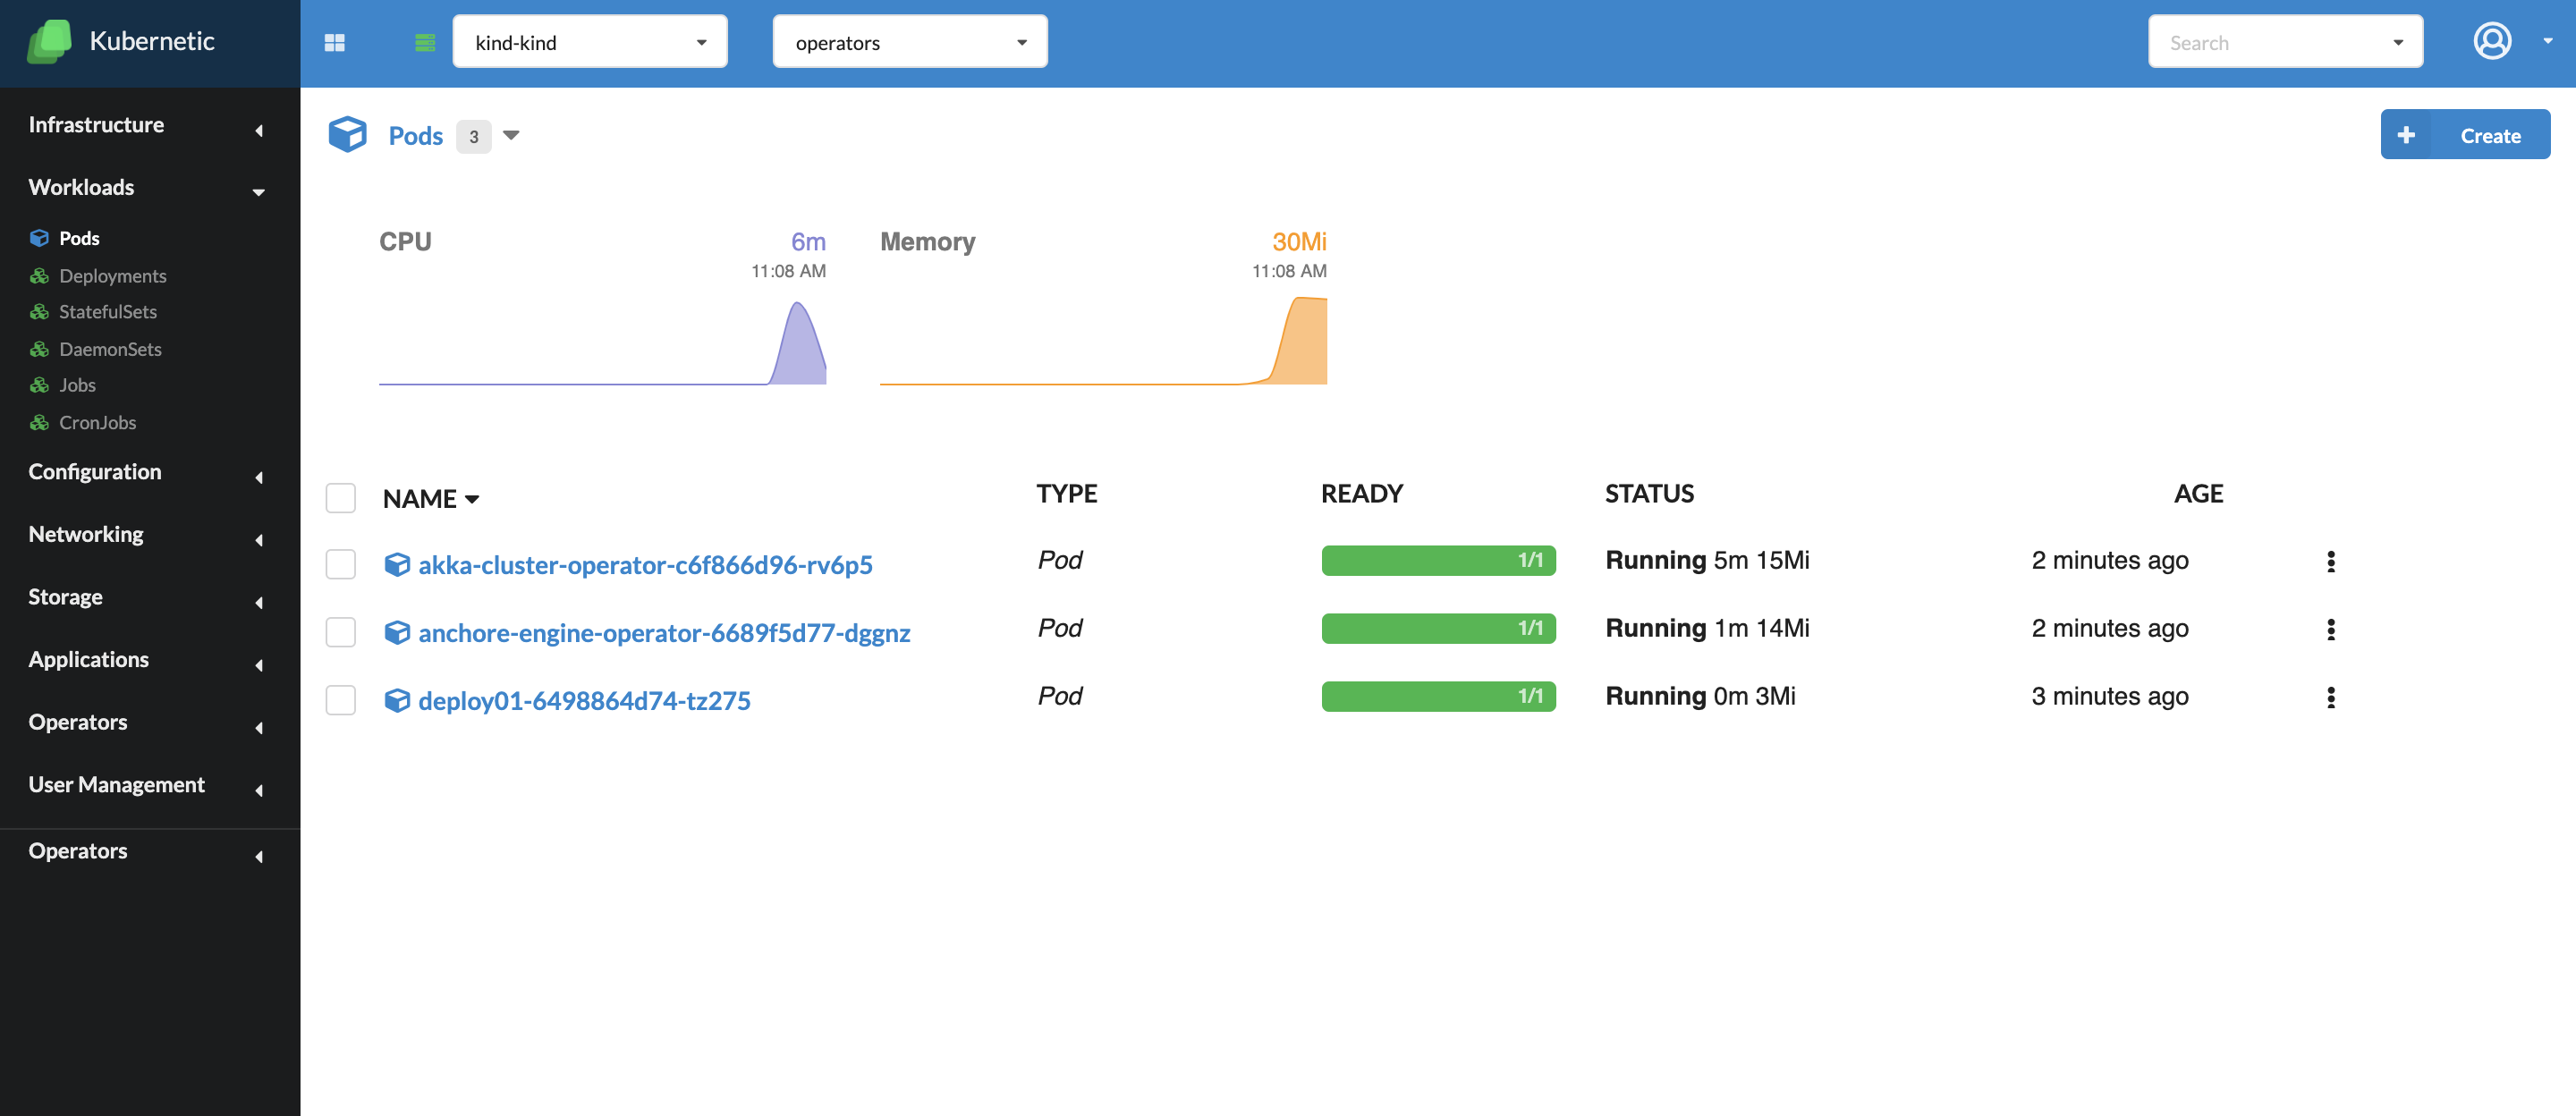 Kubernetic
kind-kind
operators
Search
Infrastructure
Workloads
Pods
Deployments
StatefulSets
DaemonSets
Jobs
CronJobs
Configuration
Networking
Storage
Applications
Operators
User Management
Operators
Pods 3
Create
CPU 6m
11:08 AM
Memory 30Mi
11:08 AM
NAME TYPE READY STATUS AGE
akka-cluster-operator-c6f866d96-rv6p5 Pod 1/1 Running 5m 15Mi 2 minutes ago
anchore-engine-operator-6689f5d77-dggnz Pod 1/1 Running 1m 14Mi 2 minutes ago
deploy01-6498864d74-tz275 Pod 1/1 Running 0m 3Mi 3 minutes ago